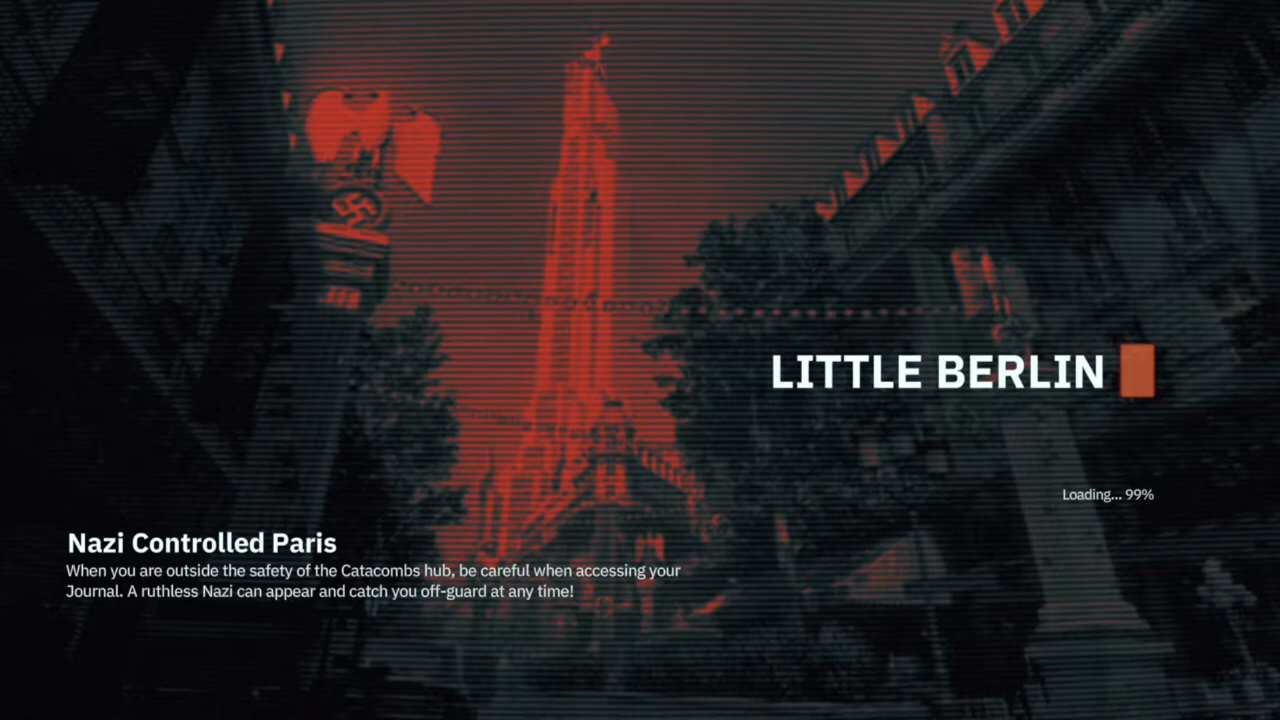 LITTLE BERLIN
Loading... 99%
Nazi Controlled Paris
When you are outside the safety of the Catacombs hub, be careful when accessing your
Journal. A ruthless Nazi can appear and catch you off-guard at any time!